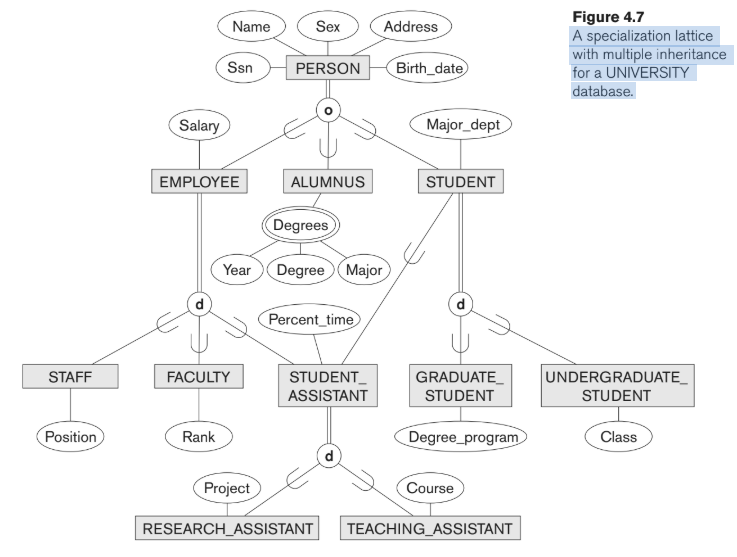 Figure 4.7
A specialization lattice
with multiple inheritance
for a UNIVERSITY
database.
Name
Sex
Address
Ssn
PERSON
Birth_date
o
Salary
Major_dept
EMPLOYEE
ALUMNUS
STUDENT
Degrees
Year
Degree
Major
d
Percent_time
d
STAFF
FACULTY
STUDENT_
ASSISTANT
GRADUATE_
STUDENT
UNDERGRADUATE_
STUDENT
Position
Rank
Degree_program
Class
d
Project
Course
RESEARCH_ASSISTANT
TEACHING_ASSISTANT